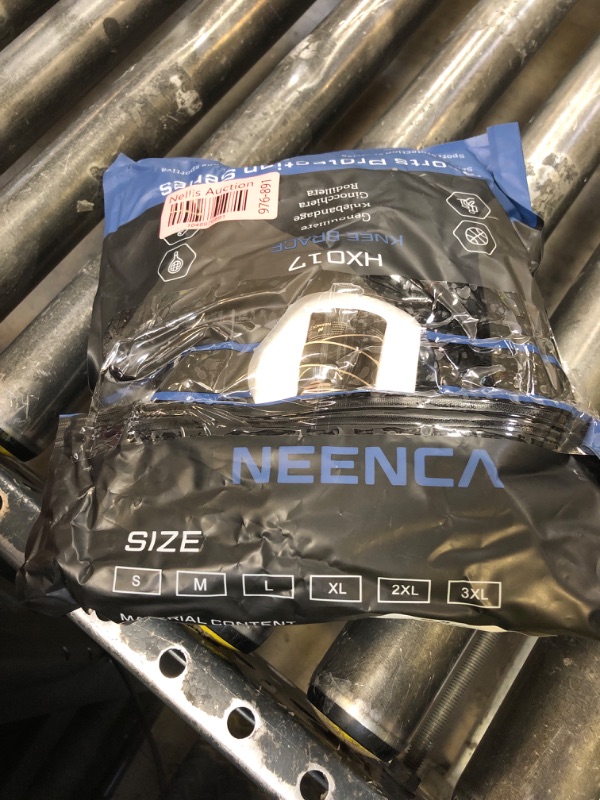 Sports Protection Series
Nellis Auction
976-891
Rodillera
Ginocchiera
Kniebandage
Genouillère
KNEE BRACE
HX017
NEENCA
SIZE
S M L XL 2XL 3XL
MATERIAL CONTENT